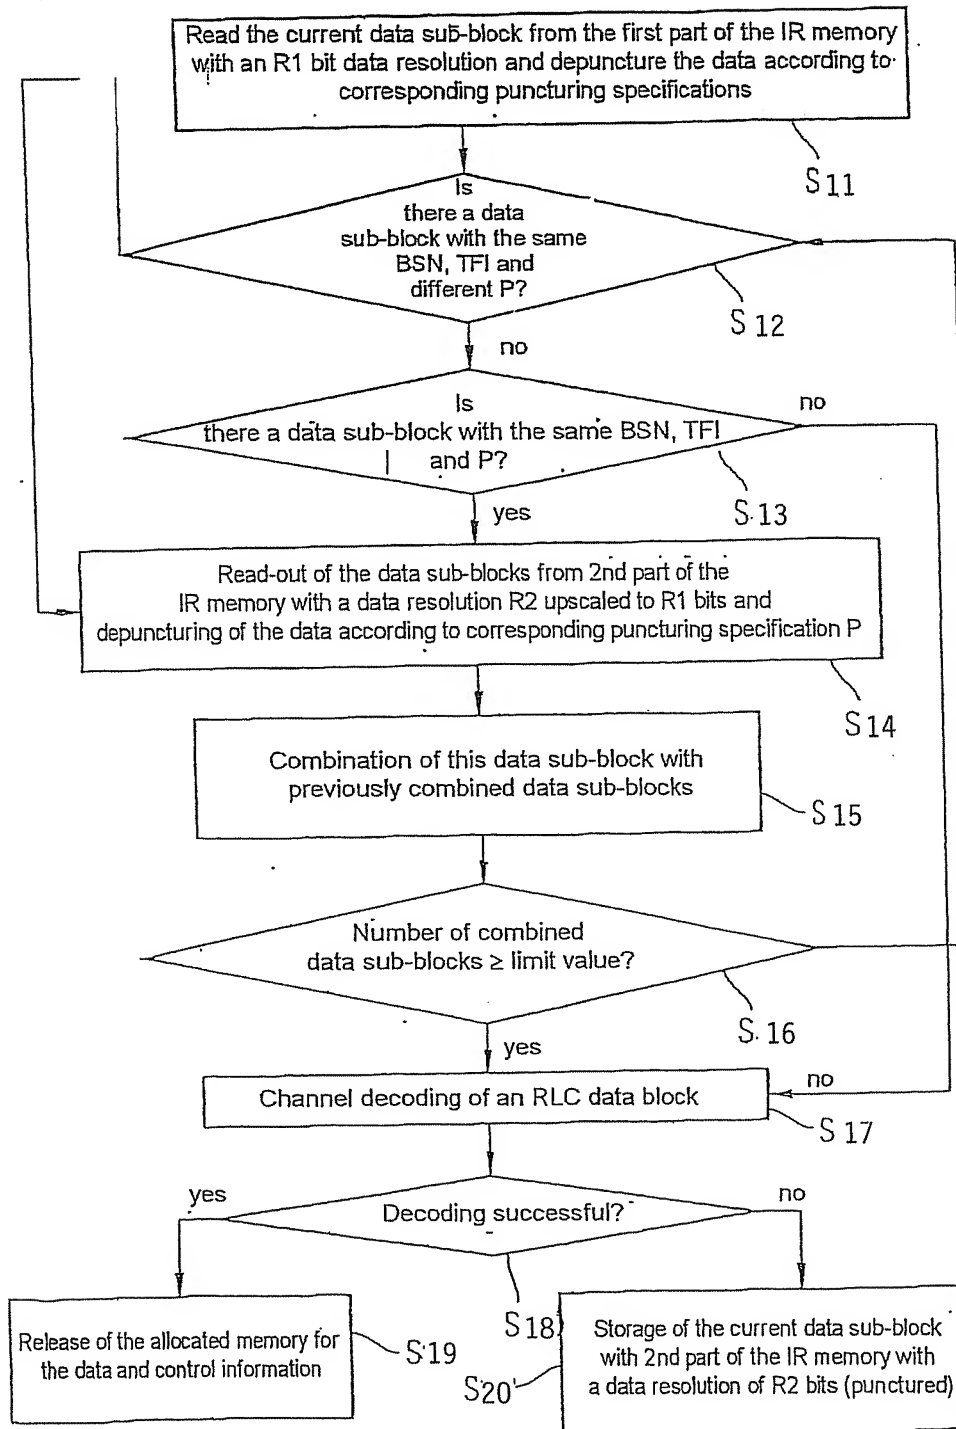 Read the current data sub-block from the first part of the IR memory
with an R1 bit data resolution and depuncture the data according to
corresponding puncturing specifications
S11
Is
there a data
sub-block with the same
BSN, TFI and
different P?
S 12
no
Is
there a data sub-block with the same BSN, TFI
and P?
no
S.13
yes
Read-out of the data sub-blocks from 2nd part of the
IR memory with a data resolution R2 upscaled to R1 bits and
depuncturing of the data according to corresponding puncturing specification P
S14
Combination of this data sub-block with
previously combined data sub-blocks
S15
Number of combined
data sub-blocks ≥ limit value?
S. 16
yes
no
Channel decoding of an RLC data block
S 17
yes
Decoding successful?
no
S18
Release of the allocated memory for
the data and control information
S19
Storage of the current data sub-block
with 2nd part of the IR memory with
a data resolution of R2 bits (punctured)
S20'